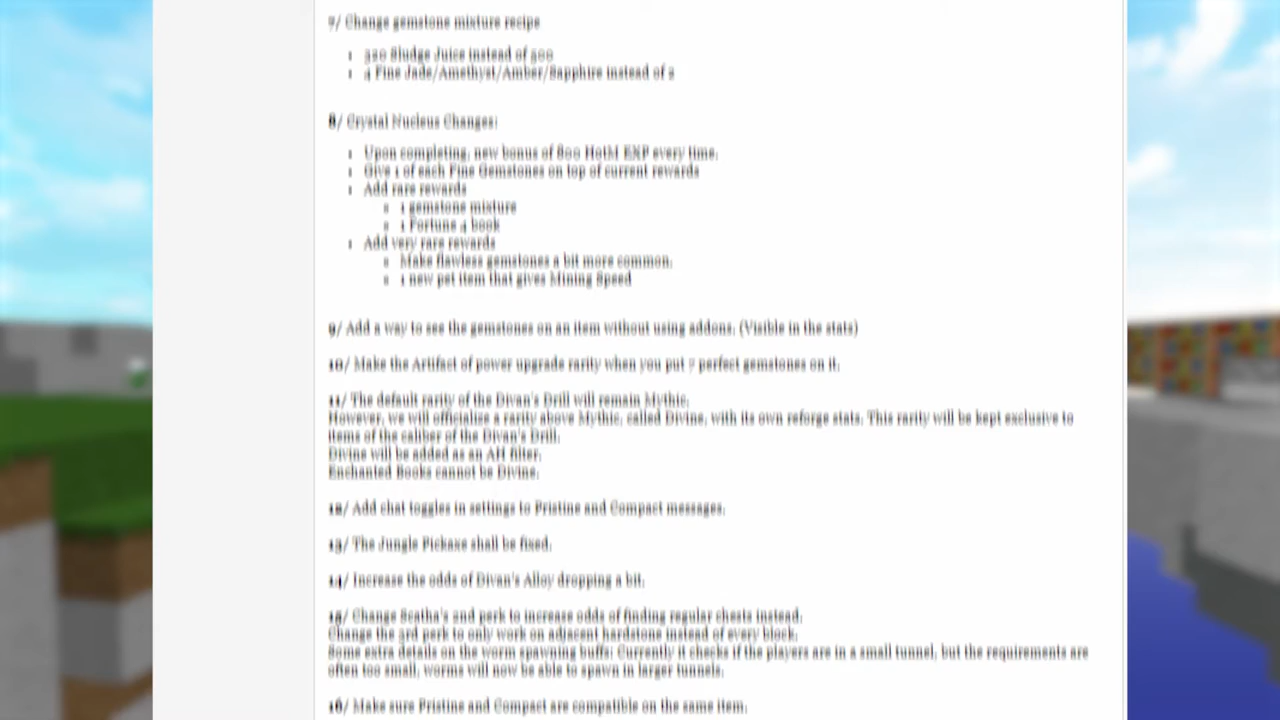 7/ Change gemstone mixture recipe
320 Sludge Juice instead of 500
4 Fine Jade/Amethyst/Amber/Sapphire instead of 2
8/ Crystal Nucleus Changes:
Upon completing, new bonus of 800 HotM EXP every time.
Give 1 of each Fine Gemstones on top of current rewards
Add rare rewards
1 gemstone mixture
1 Fortune 4 book
Add very rare rewards
Make flawless gemstones a bit more common.
1 new pet item that gives Mining Speed
9/ Add a way to see the gemstones on an item without using addons. (Visible in the stats)
10/ Make the Artifact of power upgrade rarity when you put 7 perfect gemstones on it.
11/ The default rarity of the Divan's Drill will remain Mythic.
However, we will officialise a rarity above Mythic, called Divine, with its own reforge stats. This rarity will be kept exclusive to
items of the caliber of the Divan's Drill.
Divine will be added as an AH filter.
Enchanted Books cannot be Divine.
12/ Add chat toggles in settings to Pristine and Compact messages.
13/ The Jungle Pickaxe shall be fixed.
14/ Increase the odds of Divan's Alloy dropping a bit.
15/ Change Scatha's 2nd perk to increase odds of finding regular chests instead.
Change the 3rd perk to only work on adjacent hardstone instead of every block.
Some extra details on the worm spawning buffs: Currently it checks if the players are in a small tunnel, but the requirements are
often too small, worms will now be able to spawn in larger tunnels.
16/ Make sure Pristine and Compact are compatible on the same item.